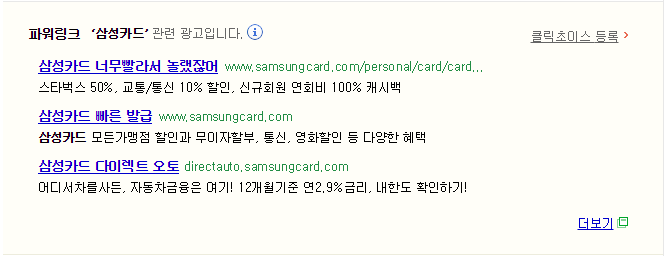 파워링크 '삼성카드' 관련 광고입니다. 클릭초이스 등록
삼성카드 너무빨라서 놀랬잖어 www.samsungcard.com/personal/card/card...
스타벅스 50%, 교통/통신 10% 할인, 신규회원 연회비 100% 캐시백
삼성카드 빠른 발급 www.samsungcard.com
삼성카드 모든가맹점 할인과 무이자할부, 통신, 영화할인 등 다양한 혜택
삼성카드 다이렉트 오토 directauto.samsungcard.com
어디서차를사든, 자동차금융은 여기! 12개월기준 연2.9%금리, 내한도 확인하기!
더보기